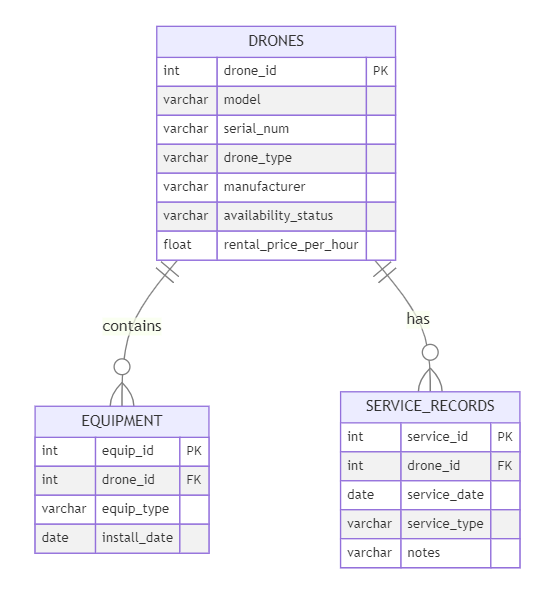 DRONES
int drone_id PK
varchar model
varchar serial_num
varchar drone_type
varchar manufacturer
varchar availability_status
float rental_price_per_hour
contains
has
EQUIPMENT
int equip_id PK
int drone_id FK
varchar equip_type
date install_date
SERVICE_RECORDS
int service_id PK
int drone_id FK
date service_date
varchar service_type
varchar notes